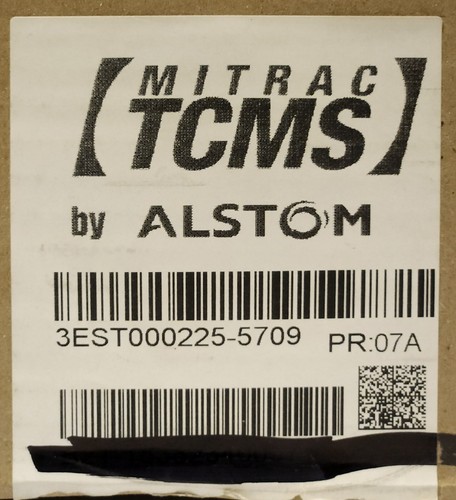 MITRAC
TCMS
by ALSTOM
3EST000225-5709
PR:07A